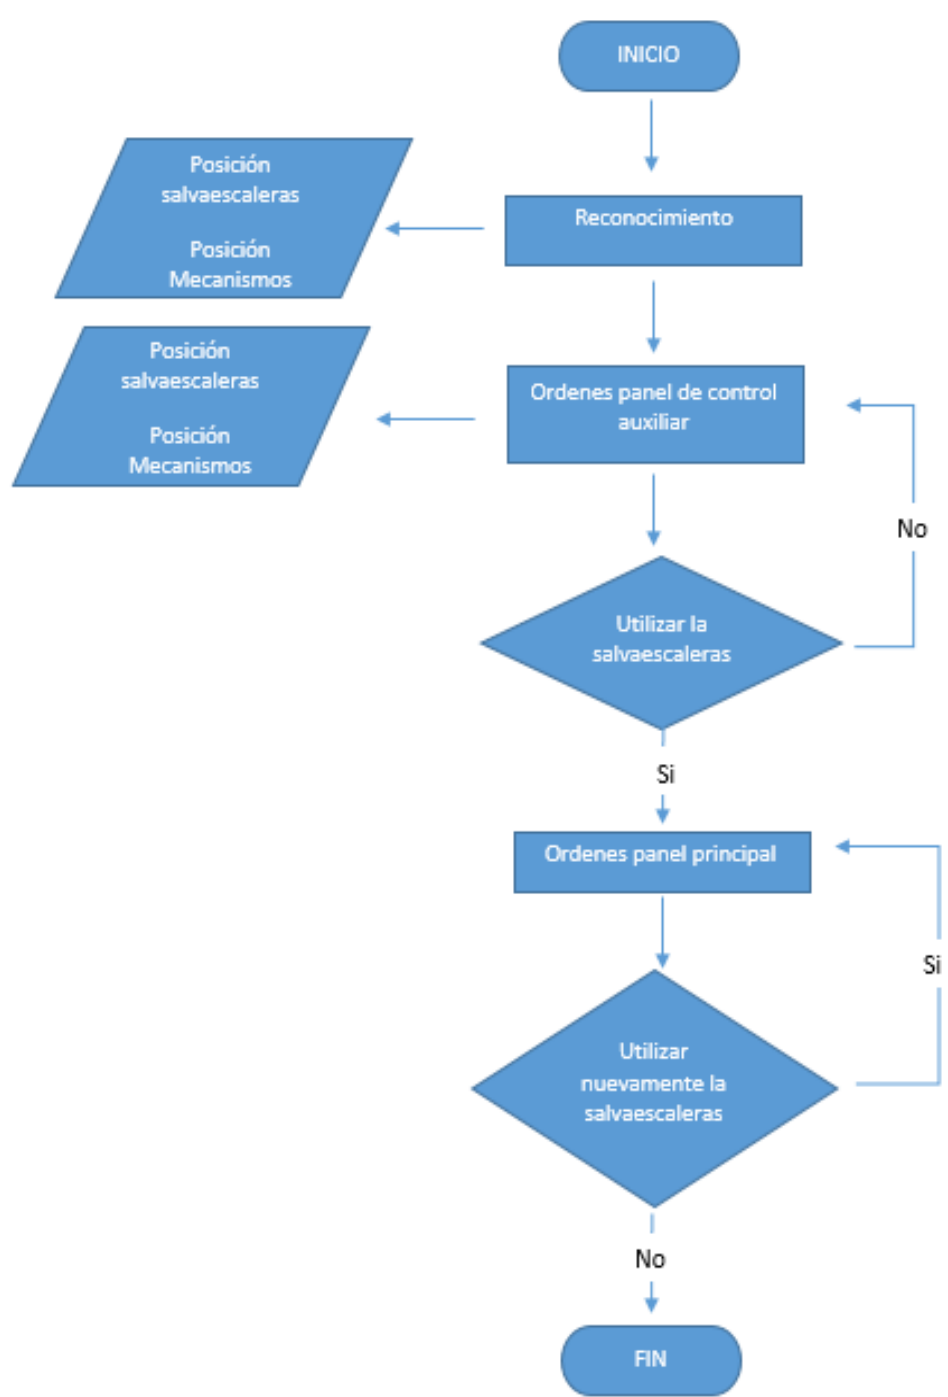 INICIO
Posición
salvaescaleras
Posición
Mecanismos
Reconocimiento
Posición
salvaescaleras
Posición
Mecanismos
Ordenes panel de control
auxiliar
No
Utilizar la
salvaescaleras
Si
Ordenes panel principal
Si
Utilizar
nuevamente la
salvaescaleras
No
FIN